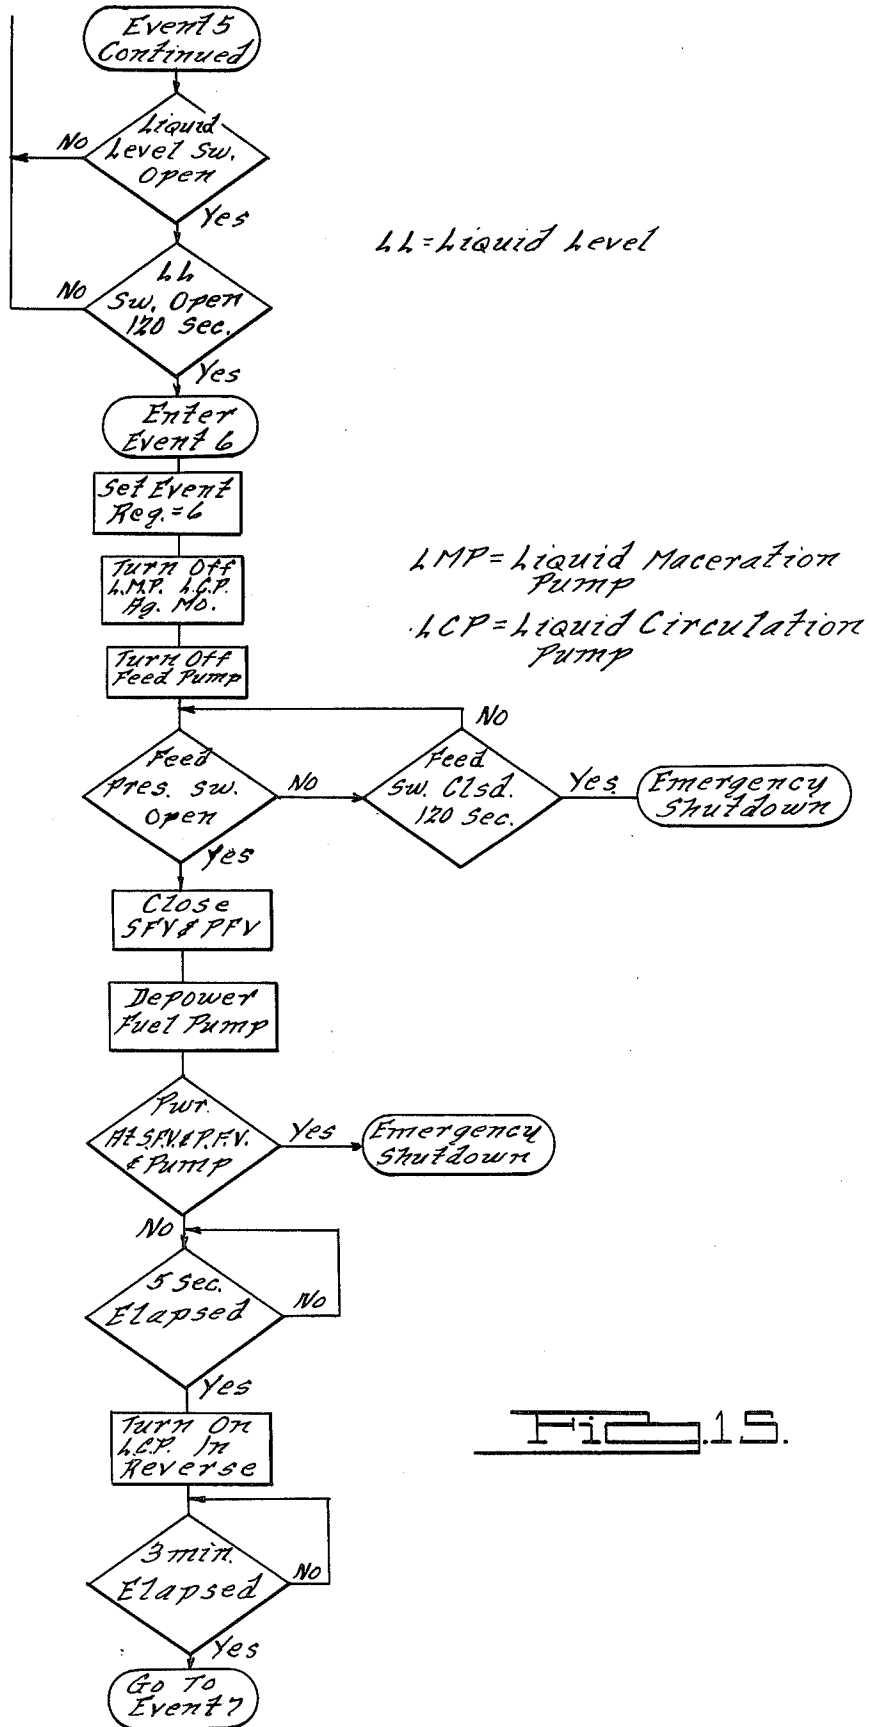 Event 5
Continued
Liquid
Level Sw.
Open
No
Yes
LL = Liquid Level
LL
Sw. Open
120 Sec.
No
Yes
Enter
Event 6
Set Event
Reg. = 6
Turn Off
L.M.P. L.C.P.
Ag. Mo.
LMP = Liquid Maceration
Pump
LCP = Liquid Circulation
Pump
Turn Off
Feed Pump
Feed
Pres. Sw.
Open
No
No
Feed
Sw. Clsd.
120 Sec.
Yes
Emergency
Shutdown
Yes
Close
SFV & PFV
Depower
Fuel Pump
Pwr.
At S.F.V. & P.F.V.
& Pump
Yes
Emergency
Shutdown
No
5 Sec.
Elapsed
No
Yes
Turn On
L.C.P. In
Reverse
Fig. 15.
3 min.
Elapsed
No
Yes
Go To
Event 7